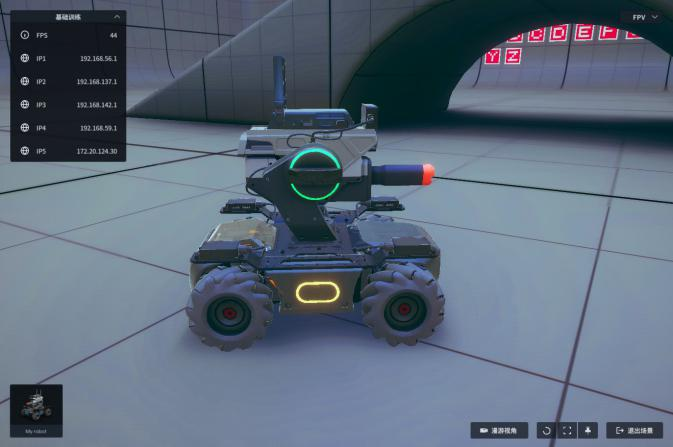 基础训练
FPS 44
IP1 192.168.56.1
IP2 192.168.137.1
IP3 192.168.142.1
IP4 192.168.59.1
IP5 172.20.124.30
FPV
C D E F
Y Z
My robot
漫游视角
退出场景